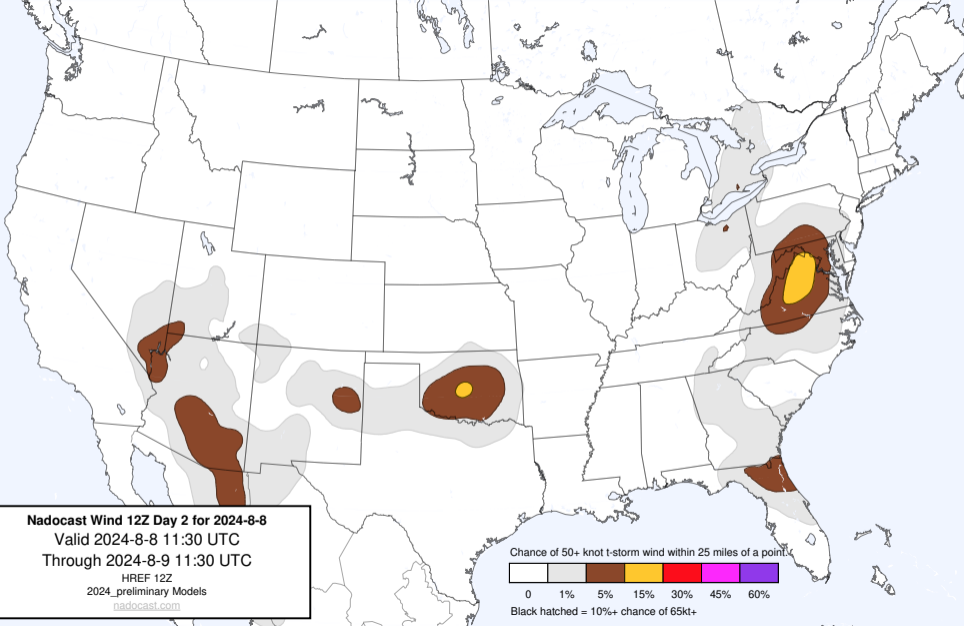 Nadocast Wind 12Z Day 2 for 2024-8-8
Valid 2024-8-8 11:30 UTC
Through 2024-8-9 11:30 UTC
HREF 12Z
2024_preliminary Models
nadocast.com
Chance of 50+ knot t-storm wind within 25 miles of a point.
0 1% 5% 15% 30% 45% 60%
Black hatched = 10%+ chance of 65kt+